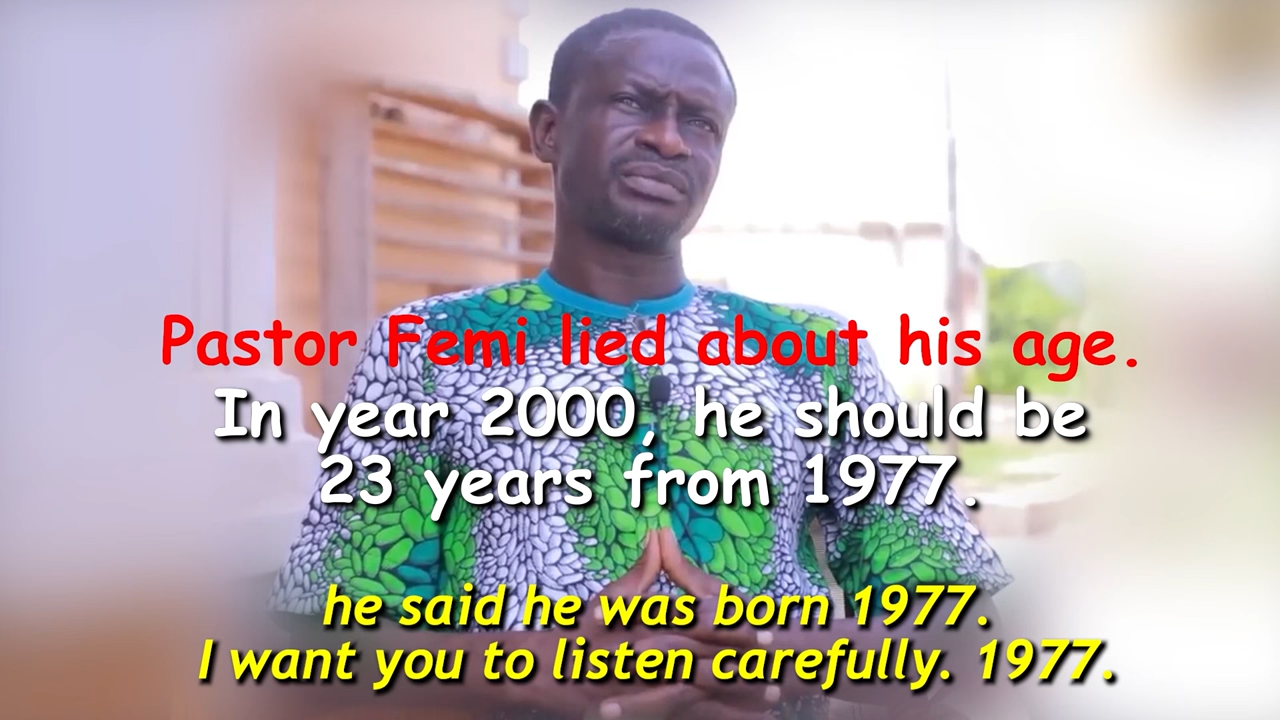 Pastor Femi lied about his age.
In year 2000, he should be
23 years from 1977.
he said he was born 1977.
I want you to listen carefully. 1977.